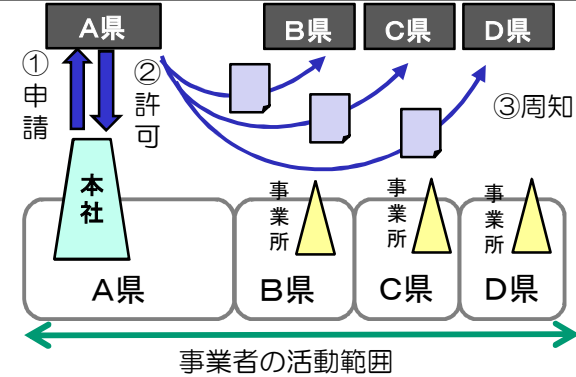 A県
B県
C県
D県
①申請
②許可
③周知
本社
事業所
事業所
事業所
A県
B県
C県
D県
事業者の活動範囲